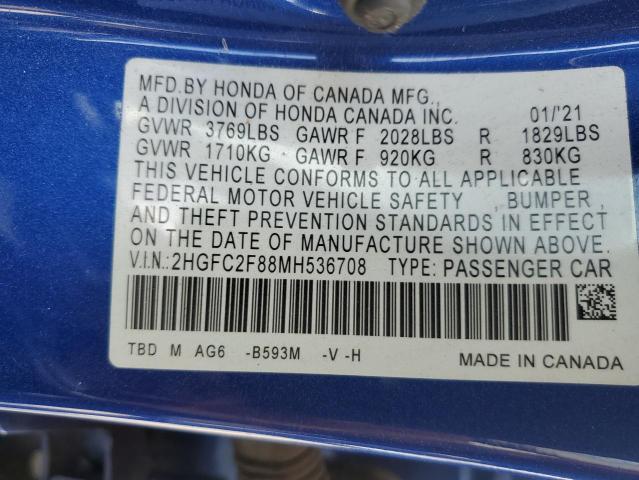 MFD.BY HONDA OF CANADA MFG.,
A DIVISION OF HONDA CANADA INC. 01/'21
GVWR 3769LBS GAWR F 2028LBS R 1829LBS
GVWR 1710KG GAWR F 920KG R 830KG
THIS VEHICLE CONFORMS TO ALL APPLICABLE
FEDERAL MOTOR VEHICLE SAFETY , BUMPER ,
AND THEFT PREVENTION STANDARDS IN EFFECT
ON THE DATE OF MANUFACTURE SHOWN ABOVE.
V.I.N.:2HGFC2F88MH536708 TYPE: PASSENGER CAR
TBD M AG6 -B593M -V -H MADE IN CANADA